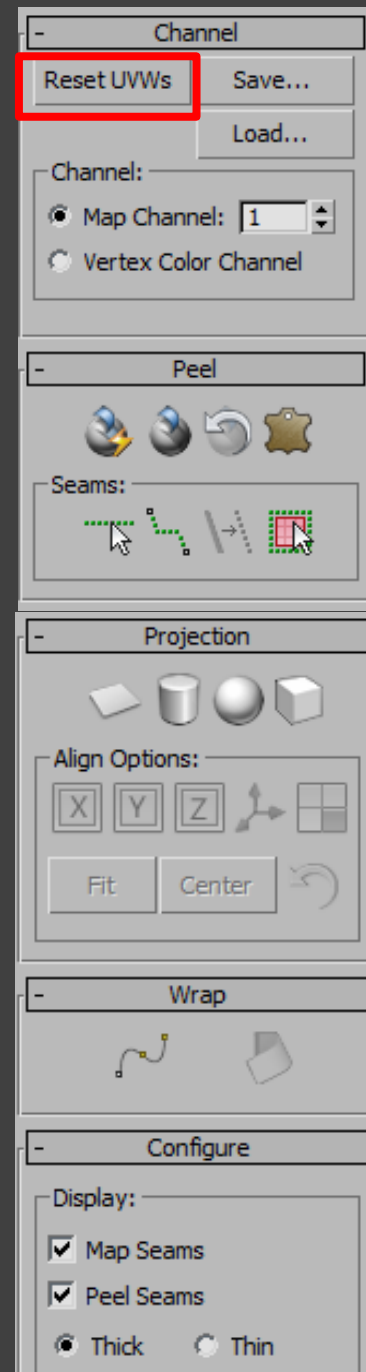 - Channel
Reset UVWs Save...
Load...
Channel:
Map Channel: 1
Vertex Color Channel
- Peel
Seams:
- Projection
Align Options:
X Y Z
Fit Center
- Wrap
- Configure
Display:
Map Seams
Peel Seams
Thick Thin